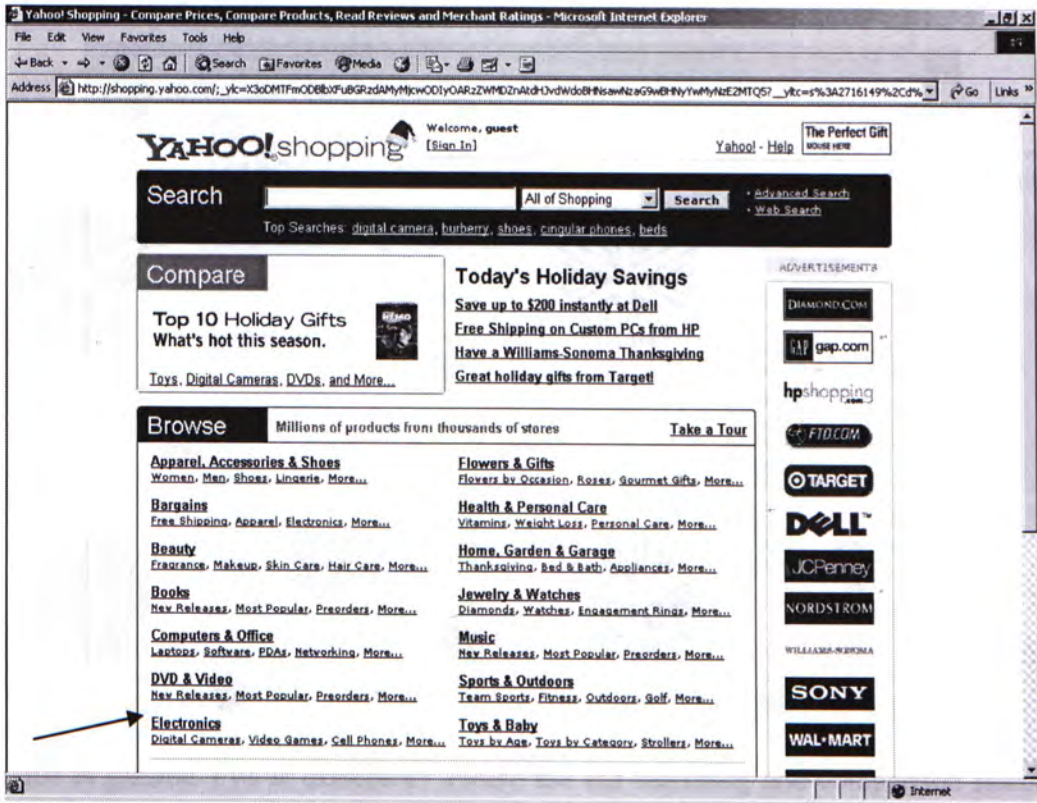 Yahoo! Shopping - Compare Prices, Compare Products, Read Reviews and Merchant Ratings - Microsoft Internet Explorer
File Edit View Favorites Tools Help
Back Search Favorites Media
Address http://shopping.yahoo.com/ Go Links »
YAHOO! shopping
Welcome, guest
[Sign In]
Yahoo! - Help
The Perfect Gift
MOUSE HERE
Search All of Shopping Search
· Advanced Search
· Web Search
Top Searches: digital camera, burberry, shoes, cingular phones, beds
Compare
Top 10 Holiday Gifts
What's hot this season.
Toys, Digital Cameras, DVDs, and More...
Today's Holiday Savings
Save up to $200 instantly at Dell
Free Shipping on Custom PCs from HP
Have a Williams-Sonoma Thanksgiving
Great holiday gifts from Target!
Browse Millions of products from thousands of stores Take a Tour
Apparel, Accessories & Shoes
Women, Men, Shoes, Lingerie, More...
Bargains
Free Shipping, Apparel, Electronics, More...
Beauty
Fragrance, Makeup, Skin Care, Hair Care, More...
Books
New Releases, Most Popular, Preorders, More...
Computers & Office
Laptops, Software, PDAs, Networking, More...
DVD & Video
New Releases, Most Popular, Preorders, More...
Electronics
Digital Cameras, Video Games, Cell Phones, More...
Flowers & Gifts
Flowers by Occasion, Roses, Gourmet Gifts, More...
Health & Personal Care
Vitamins, Weight Loss, Personal Care, More...
Home, Garden & Garage
Thanksgiving, Bed & Bath, Appliances, More...
Jewelry & Watches
Diamonds, Watches, Engagement Rings, More...
Music
New Releases, Most Popular, Preorders, More...
Sports & Outdoors
Team Sports, Fitness, Outdoors, Golf, More...
Toys & Baby
Toys by Age, Toys by Category, Strollers, More...
ADVERTISEMENTS
DIAMOND.COM
GAP gap.com
hpshopping.com
FTD.COM
TARGET
DELL™
JCPenney
NORDSTROM
WILLIAMS-SONOMA
SONY
WAL★MART
Internet